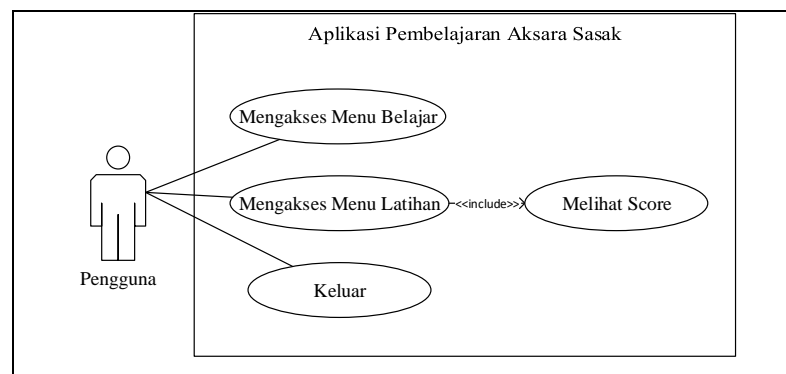 Aplikasi Pembelajaran Aksara Sasak
Mengakses Menu Belajar
Mengakses Menu Latihan
<<include>>
Melihat Score
Keluar
Pengguna